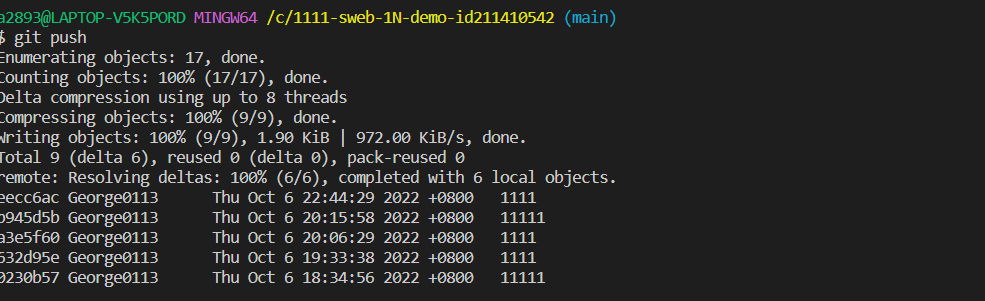 a2893@LAPTOP-V5K5PORD MINGW64 /c/1111-sweb-1N-demo-id211410542 (main)
$ git push
Enumerating objects: 17, done.
Counting objects: 100% (17/17), done.
Delta compression using up to 8 threads
Compressing objects: 100% (9/9), done.
Writing objects: 100% (9/9), 1.90 KiB | 972.00 KiB/s, done.
Total 9 (delta 6), reused 0 (delta 0), pack-reused 0
remote: Resolving deltas: 100% (6/6), completed with 6 local objects.
eecc6ac George0113 Thu Oct 6 22:44:29 2022 +0800 1111
b945d5b George0113 Thu Oct 6 20:15:58 2022 +0800 11111
a3e5f60 George0113 Thu Oct 6 20:06:29 2022 +0800 1111
632d95e George0113 Thu Oct 6 19:33:38 2022 +0800 1111
0230b57 George0113 Thu Oct 6 18:34:56 2022 +0800 11111